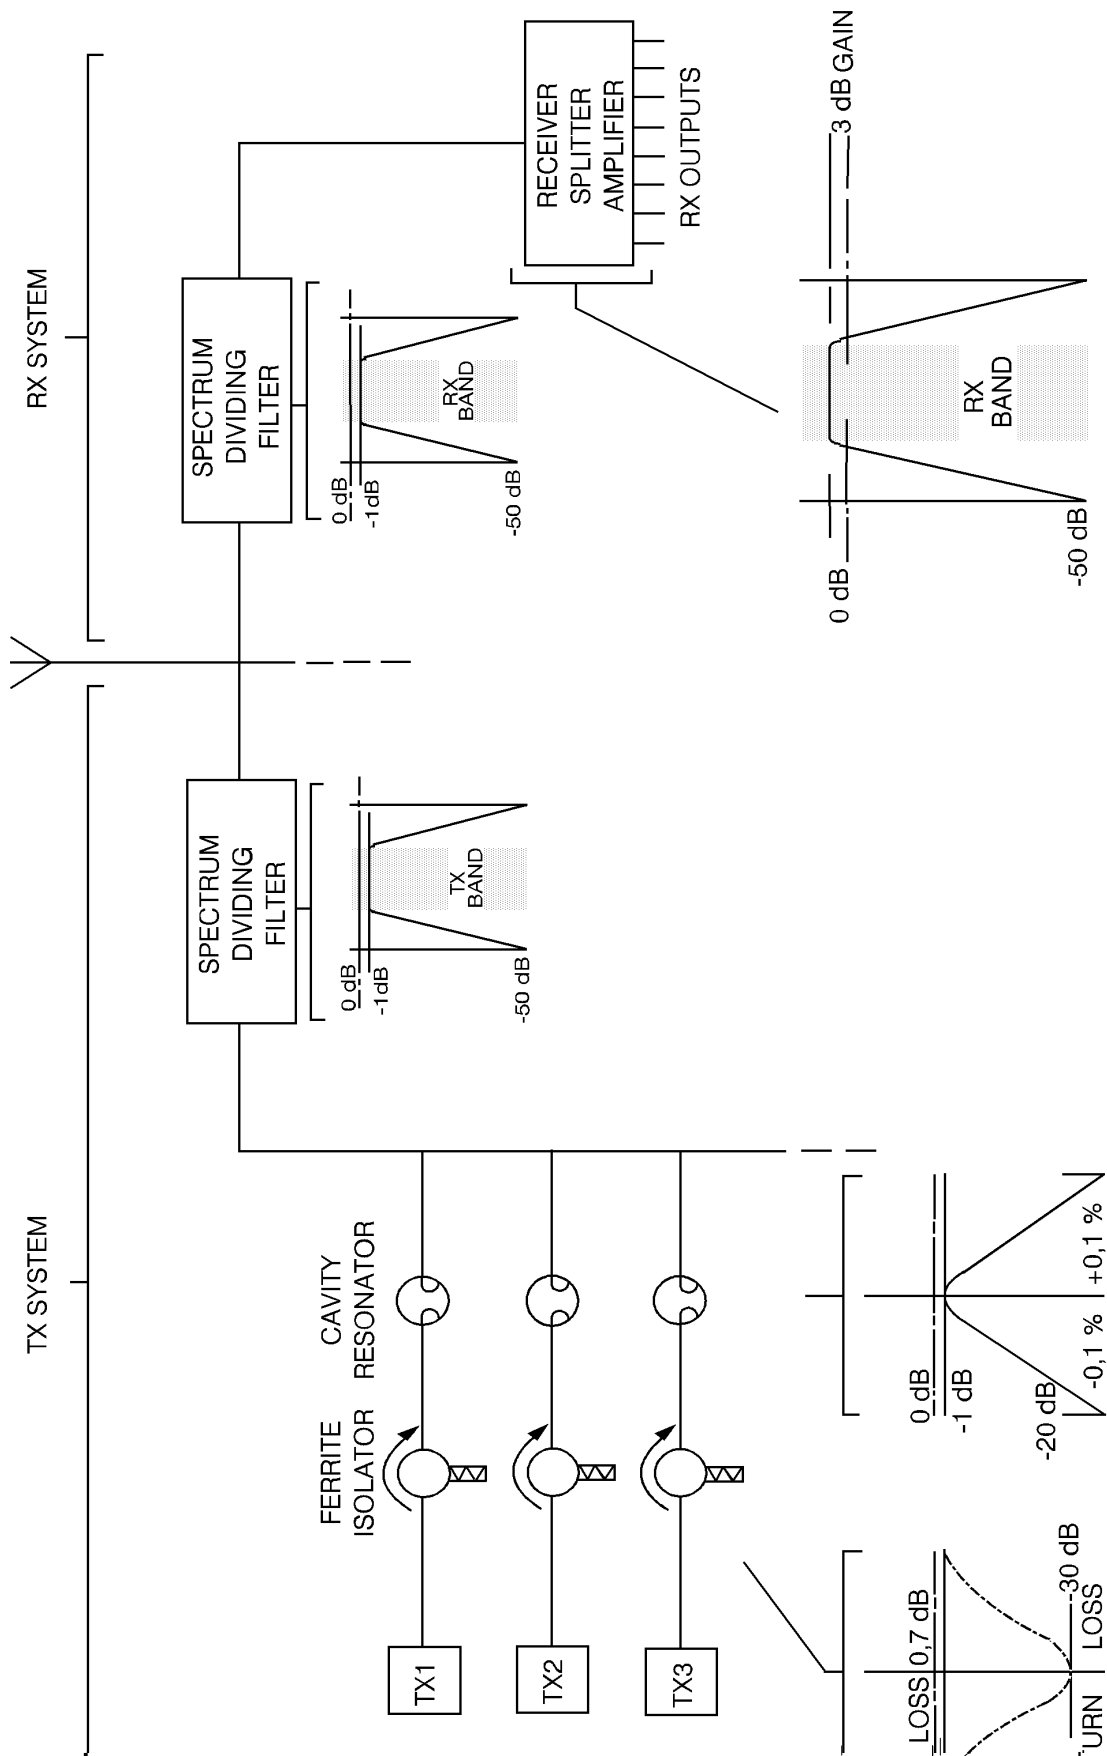 TX SYSTEM
RX SYSTEM
SPECTRUM
DIVIDING
FILTER
0 dB
-1dB
TX
BAND
-50 dB
SPECTRUM
DIVIDING
FILTER
0 dB
-1dB
RX
BAND
-50 dB
RECEIVER
SPLITTER
AMPLIFIER
RX OUTPUTS
FERRITE
ISOLATOR
CAVITY
RESONATOR
TX1
TX2
TX3
0 dB
3 dB GAIN
RX
BAND
-50 dB
LOSS 0,7 dB
-30 dB
URN LOSS
0 dB
-1 dB
-20 dB
-0,1 % +0,1 %